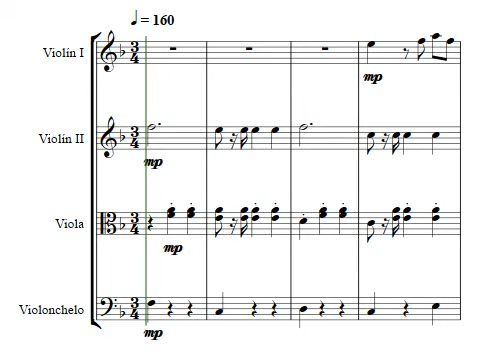 ♩ = 160
Violín I
mp
Violín II
mp
Viola
mp
Violonchelo
mp